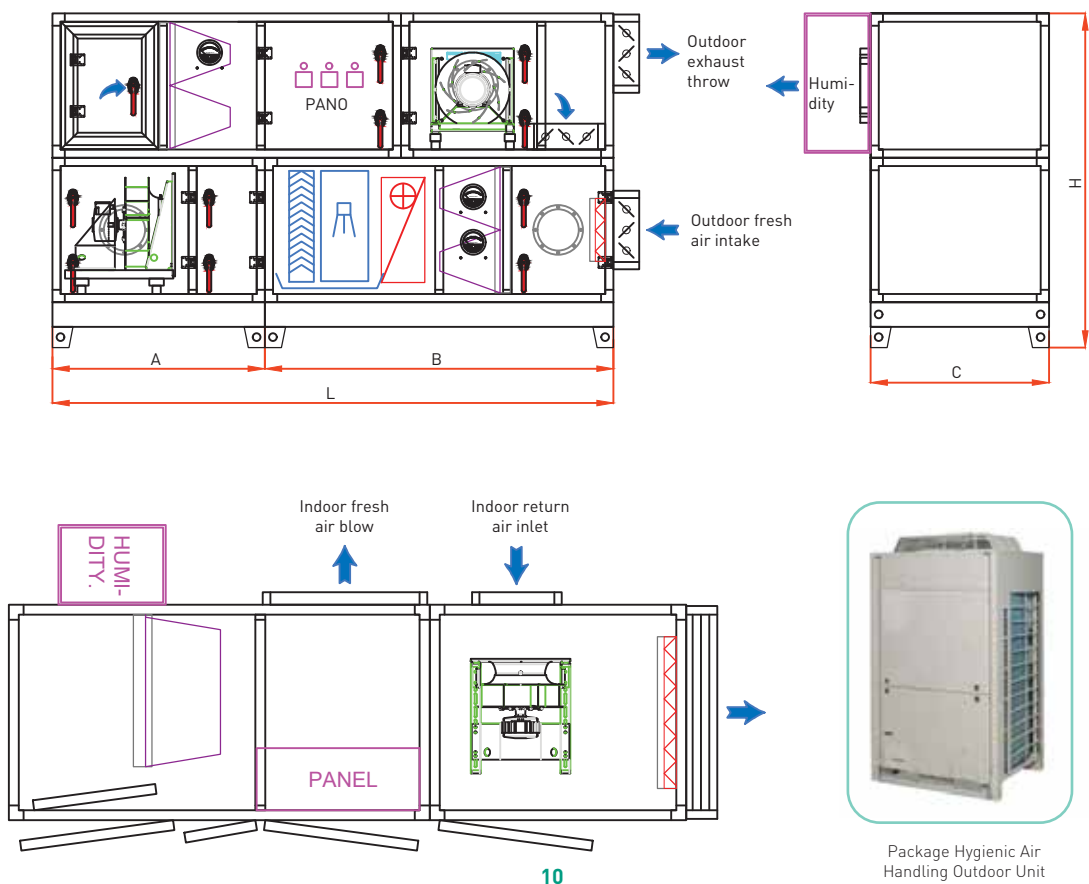 Outdoor
exhaust
throw
Humi-
dity
PANO
H
Outdoor fresh
air intake
A
B
C
L
Indoor fresh
air blow
Indoor return
air inlet
HUMI-
DITY.
PANEL
Package Hygienic Air
Handling Outdoor Unit
10